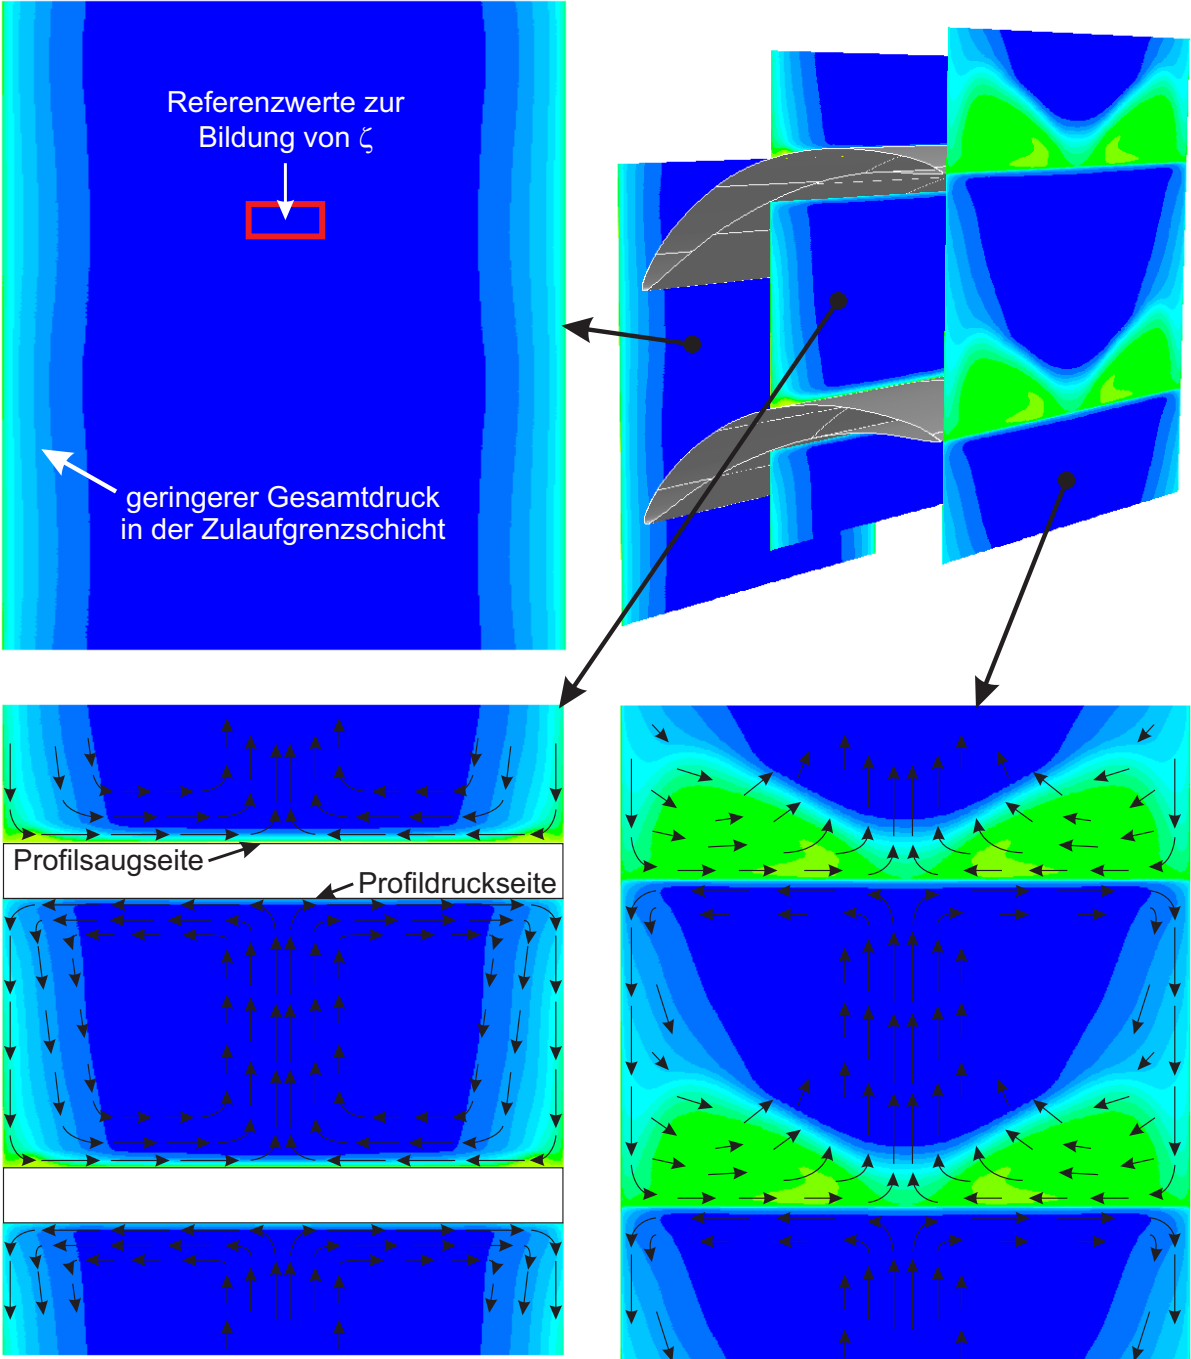 Referenzwerte zur
Bildung von ζ
geringerer Gesamtdruck
in der Zulaufgrenzschicht
Profilsaugseite
Profildruckseite